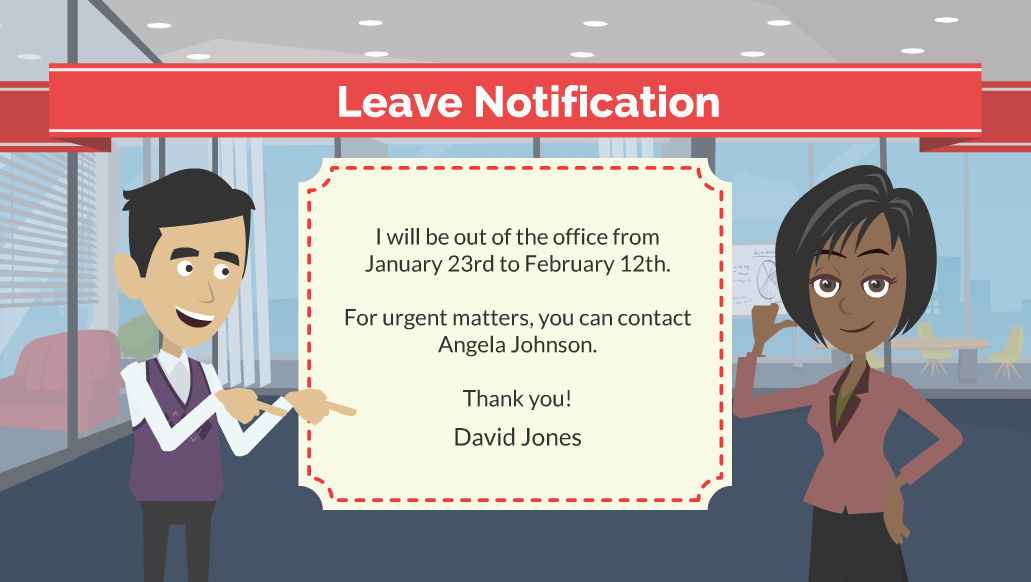 Leave Notification
I will be out of the office from
January 23rd to February 12th.
For urgent matters, you can contact
Angela Johnson.
Thank you!
David Jones